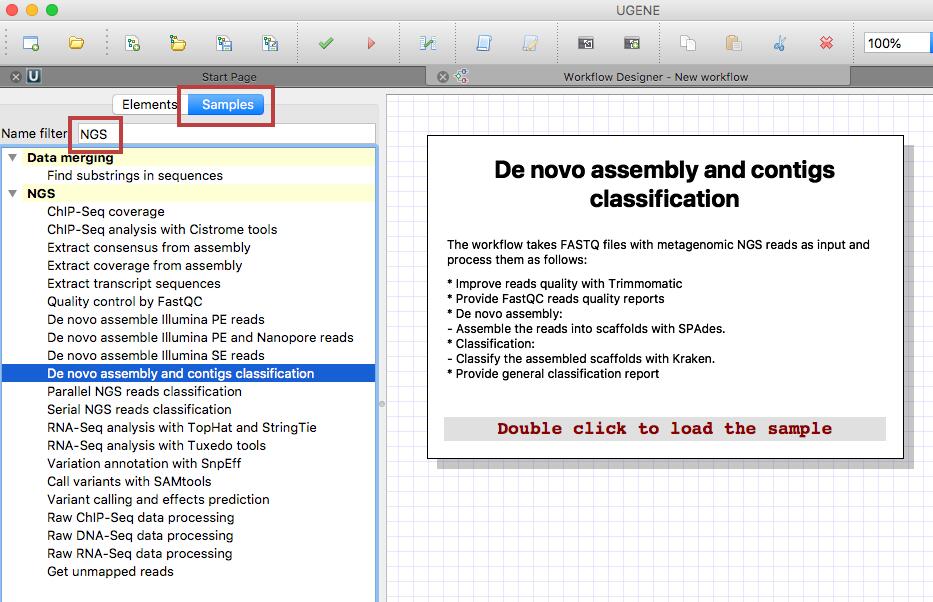 UGENE
100%
U
Start Page
Workflow Designer - New workflow
Elements
Samples
Name filter
NGS
Data merging
Find substrings in sequences
NGS
ChIP-Seq coverage
ChIP-Seq analysis with Cistrome tools
Extract consensus from assembly
Extract coverage from assembly
Extract transcript sequences
Quality control by FastQC
De novo assemble Illumina PE reads
De novo assemble Illumina PE and Nanopore reads
De novo assemble Illumina SE reads
De novo assembly and contigs classification
Parallel NGS reads classification
Serial NGS reads classification
RNA-Seq analysis with TopHat and StringTie
RNA-Seq analysis with Tuxedo tools
Variation annotation with SnpEff
Call variants with SAMtools
Variant calling and effects prediction
Raw ChIP-Seq data processing
Raw DNA-Seq data processing
Raw RNA-Seq data processing
Get unmapped reads
De novo assembly and contigs
classification
The workflow takes FASTQ files with metagenomic NGS reads as input and
process them as follows:
* Improve reads quality with Trimmomatic
* Provide FastQC reads quality reports
* De novo assembly:
- Assemble the reads into scaffolds with SPAdes.
* Classification:
- Classify the assembled scaffolds with Kraken.
* Provide general classification report
Double click to load the sample